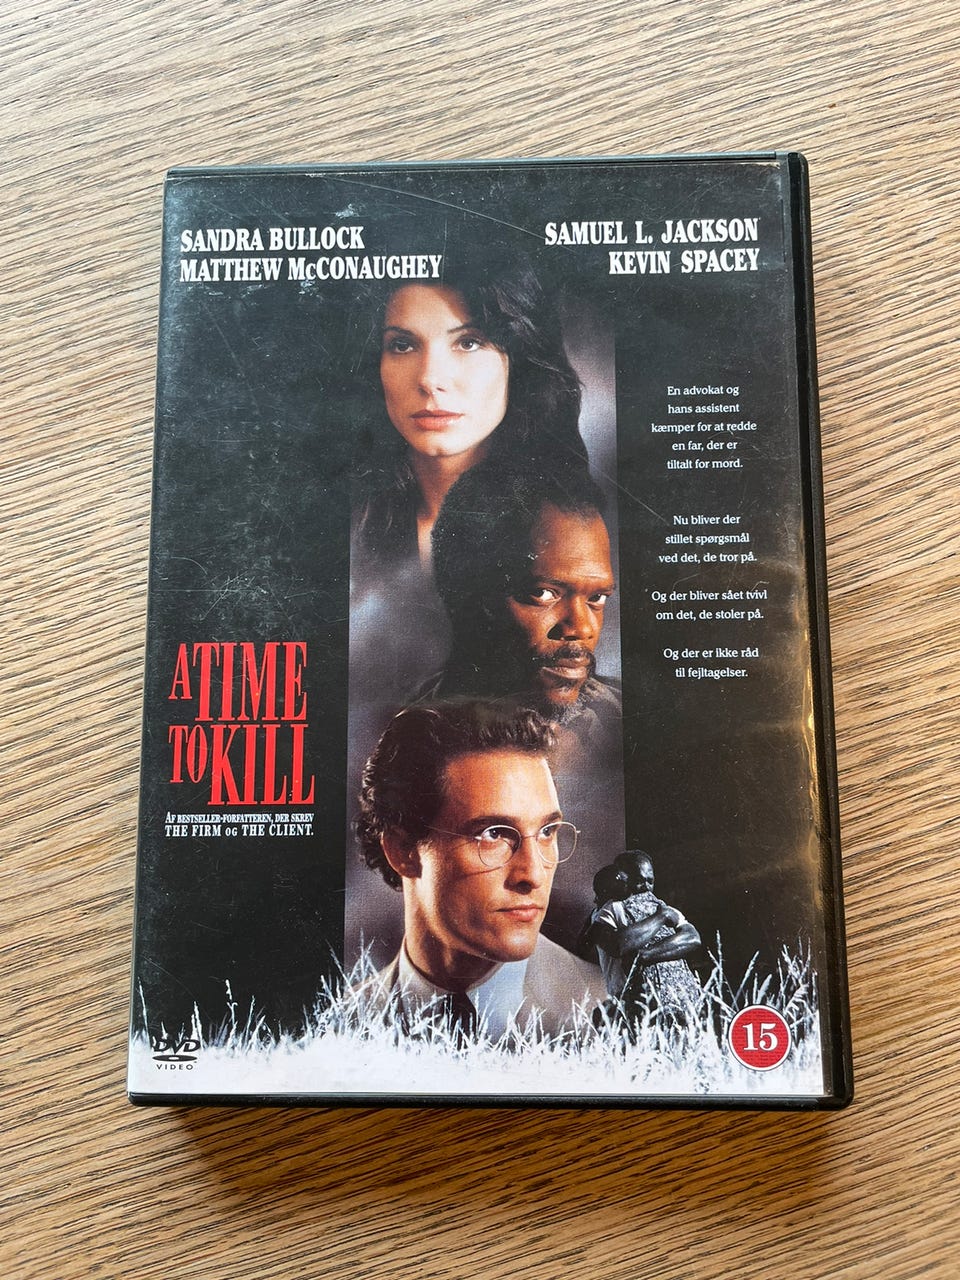 SANDRA BULLOCK
MATTHEW McCONAUGHEY
SAMUEL L. JACKSON
KEVIN SPACEY
En advokat og
hans assistent
kæmper for at redde
en far, der er
tiltalt for mord.
Nu bliver der
stillet spørgsmål
ved det, de tror på.
Og der bliver sået tvivl
om det, de stoler på.
Og der er ikke råd
til fejltagelser.
A TIME
TO KILL
AF BESTSELLER-FORFATTEREN, DER SKREV
THE FIRM OG THE CLIENT.
DVD
VIDEO
15